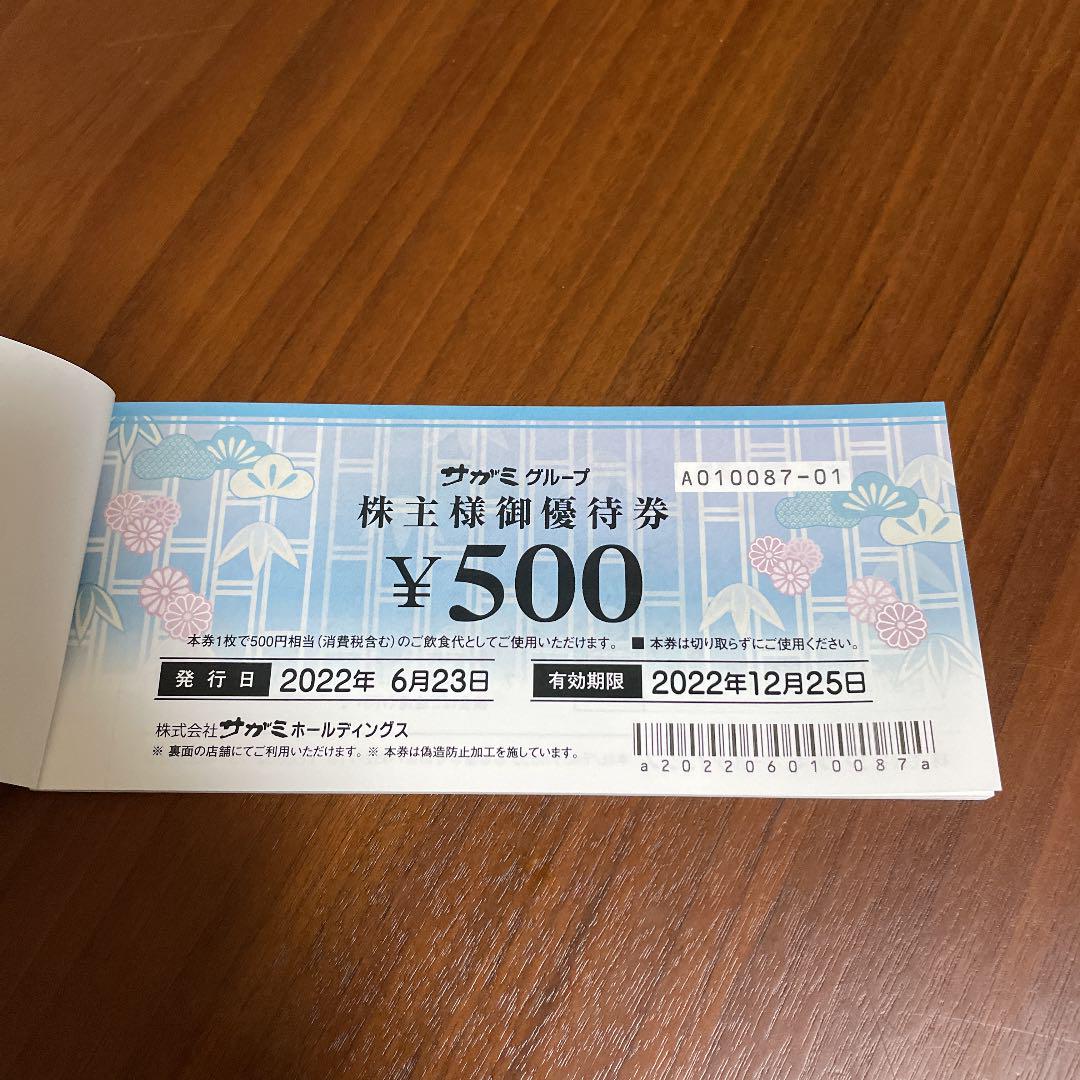 サガミグループ
A010087-01
株主様御優待券
¥500
本券1枚で500円相当(消費税含む)のご飲食代としてご使用いただけます。 ■ 本券は切り取らずにご使用ください。
発行日 2022年 6月23日 有効期限 2022年12月25日
株式会社サガミホールディングス
※ 裏面の店舗にてご利用いただけます。※ 本券は偽造防止加工を施しています。
a202206010087a